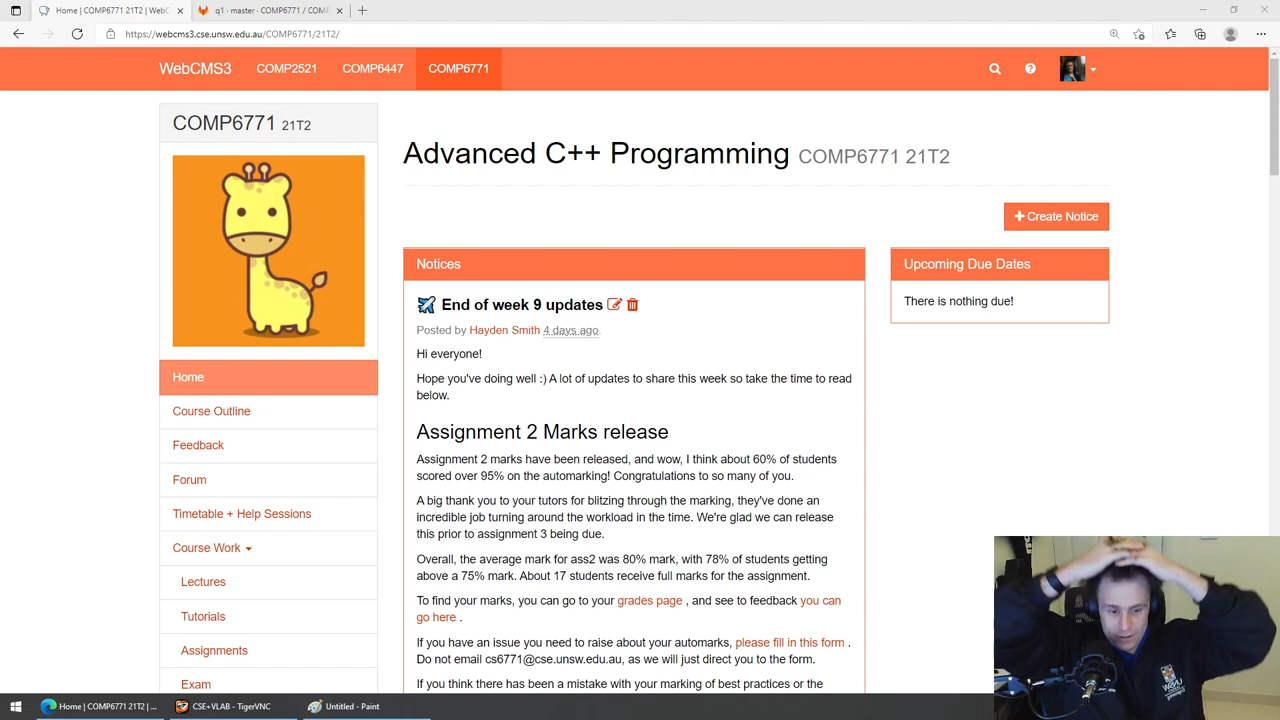 Home | COMP6771 21T2 | WebC
q1 · master · COMP6771 / COMP
https://webcms3.cse.unsw.edu.au/COMP6771/21T2/
WebCMS3 COMP2521 COMP6447 COMP6771
COMP6771 21T2
Advanced C++ Programming COMP6771 21T2
Create Notice
Home
Course Outline
Feedback
Forum
Timetable + Help Sessions
Course Work
Lectures
Tutorials
Assignments
Exam
Notices
End of week 9 updates
Posted by Hayden Smith 4 days ago.
Hi everyone!
Hope you've doing well :) A lot of updates to share this week so take the time to read
below.
Assignment 2 Marks release
Assignment 2 marks have been released, and wow, I think about 60% of students
scored over 95% on the automarking! Congratulations to so many of you.
A big thank you to your tutors for blitzing through the marking, they've done an
incredible job turning around the workload in the time. We're glad we can release
this prior to assignment 3 being due.
Overall, the average mark for ass2 was 80% mark, with 78% of students getting
above a 75% mark. About 17 students receive full marks for the assignment.
To find your marks, you can go to your grades page , and see to feedback you can
go here .
If you have an issue you need to raise about your automarks, please fill in this form .
Do not email cs6771@cse.unsw.edu.au, as we will just direct you to the form.
If you think there has been a mistake with your marking of best practices or the
Upcoming Due Dates
There is nothing due!
Home | COMP6771 21T2 | ...
CSE+VLAB - TigerVNC
Untitled - Paint